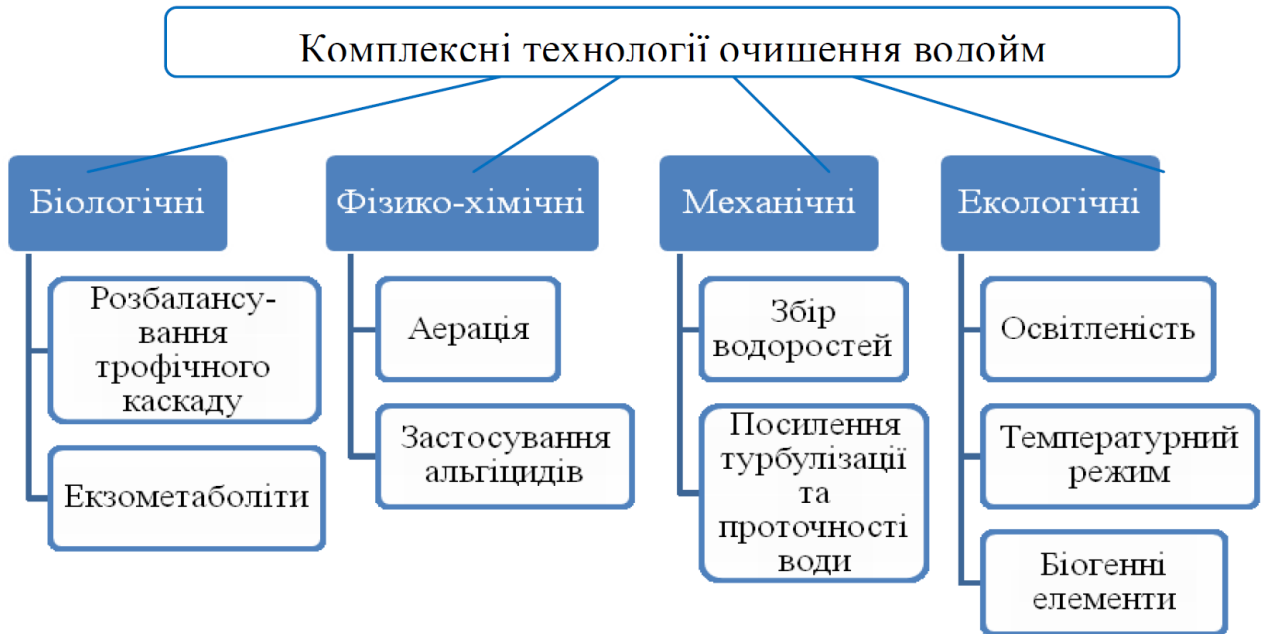 Комплексні технології очишення водойм
Біологічні
Розбалансу-
вання
трофічного
каскаду
Екзометаболіти
Фізико-хімічні
Аерація
Застосування
альгіцидів
Механічні
Збір
водоростей
Посилення
турбулізації
та
проточності
води
Екологічні
Освітленість
Температурний
режим
Біогенні
елементи